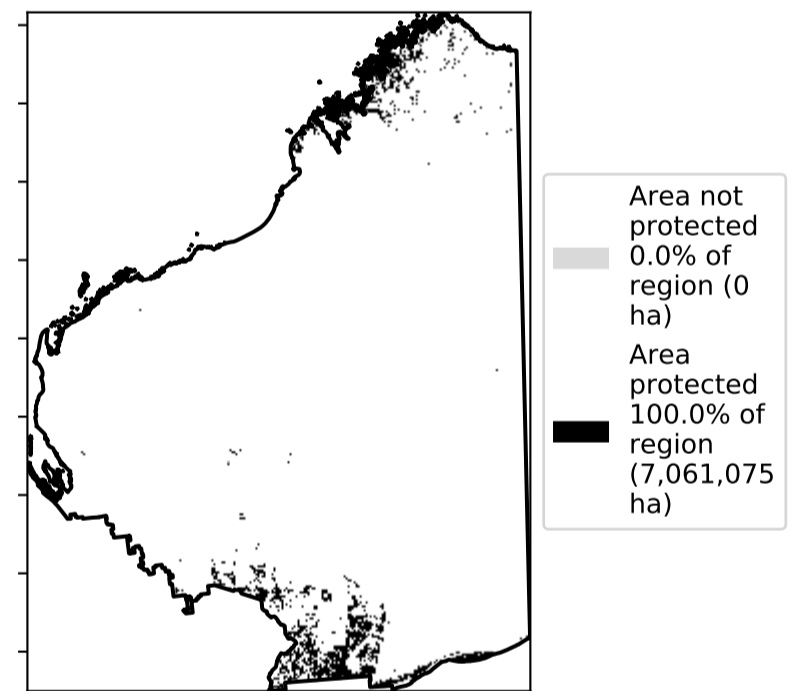 Area not
protected
0.0% of
region (0
ha)
Area
protected
100.0% of
region
(7,061,075
ha)